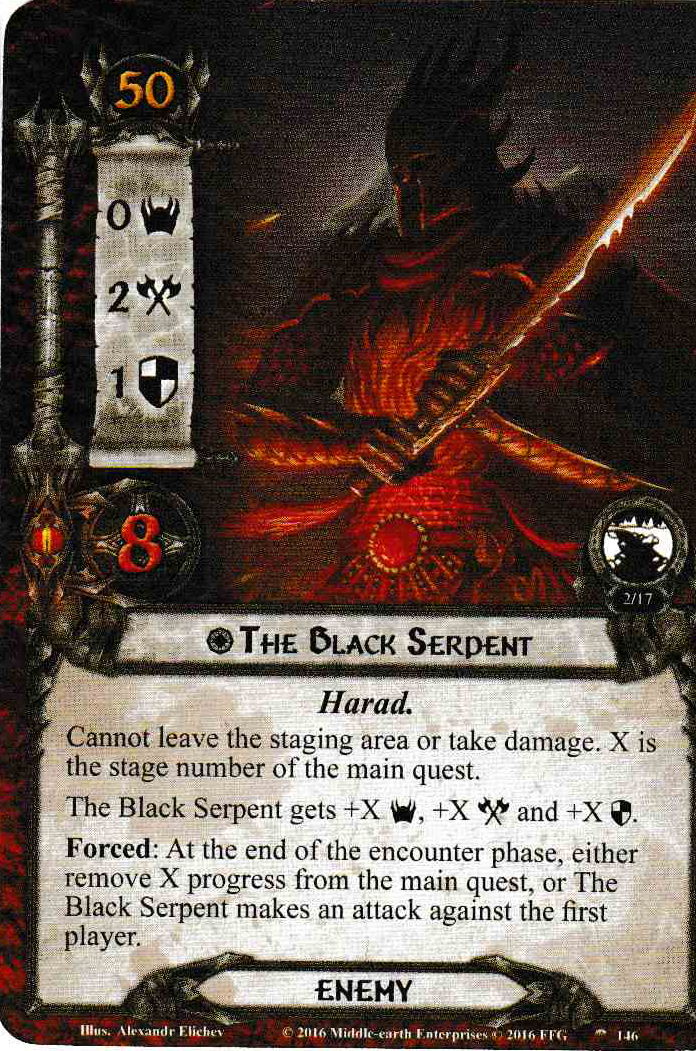 50
0
2
1
8
2/17
The Black Serpent
Harad.
Cannot leave the staging area or take damage. X is
the stage number of the main quest.
The Black Serpent gets +X , +X and +X .
Forced: At the end of the encounter phase, either
remove X progress from the main quest, or The
Black Serpent makes an attack against the first
player.
ENEMY
Illus. Alexandr Elichev © 2016 Middle-earth Enterprises © 2016 FFG 146